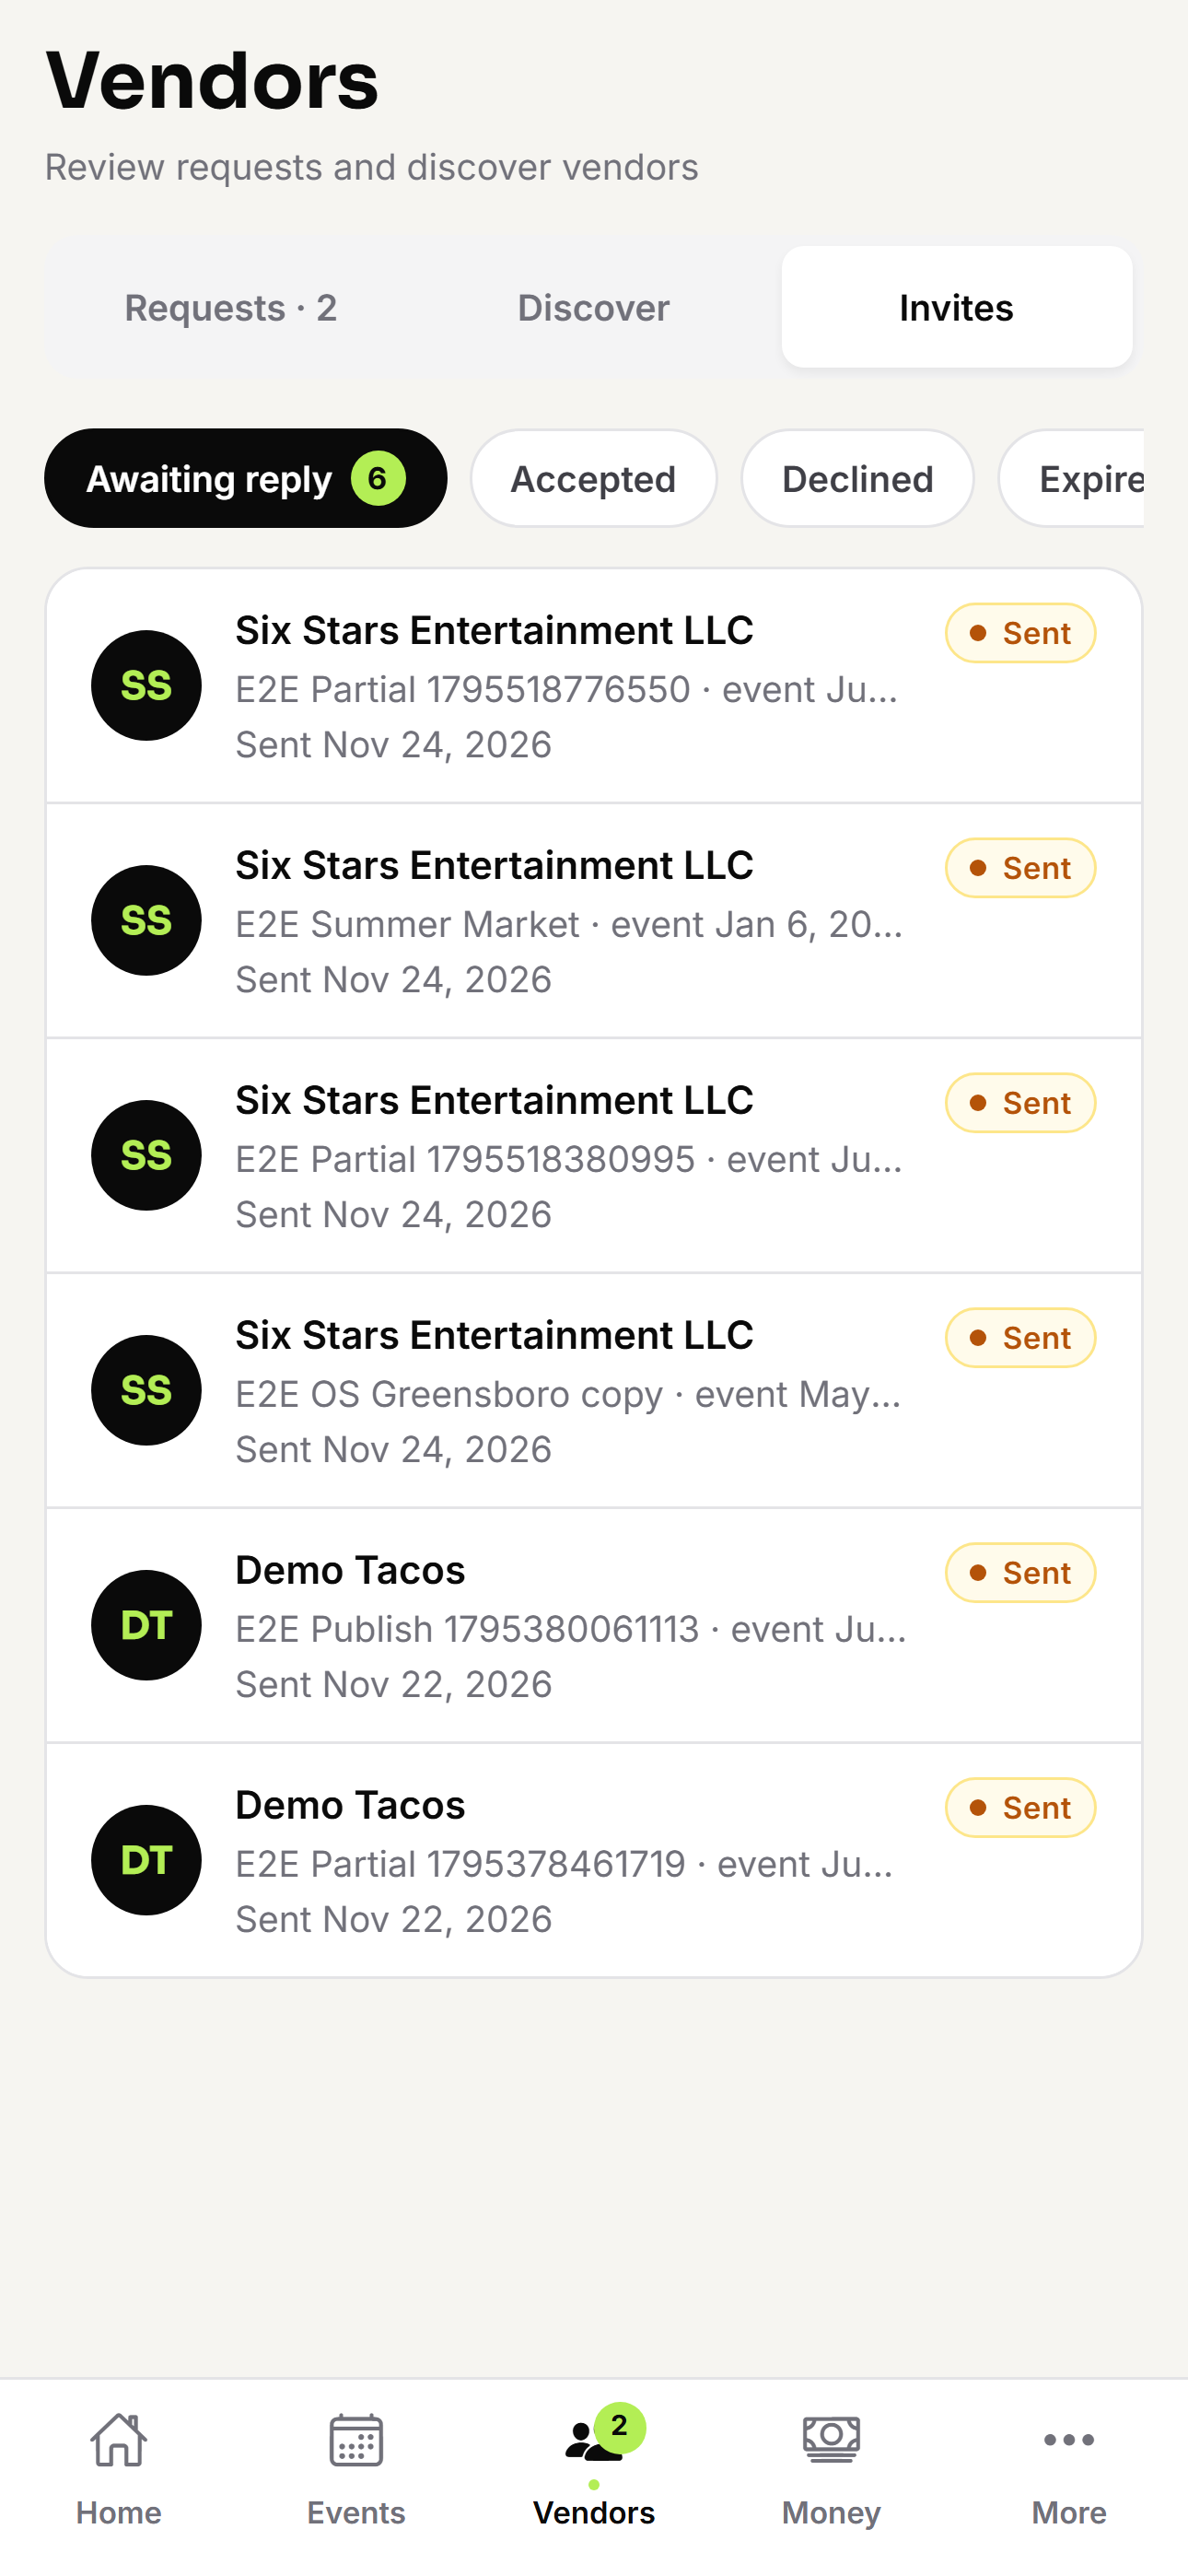 Vendors
Review requests and discover vendors
Requests · 2
Discover
Invites
Awaiting reply 6
Accepted
Declined
Expire
SS
Six Stars Entertainment LLC
Sent
E2E Partial 1795518776550 · event Ju...
Sent Nov 24, 2026
SS
Six Stars Entertainment LLC
Sent
E2E Summer Market · event Jan 6, 20...
Sent Nov 24, 2026
SS
Six Stars Entertainment LLC
Sent
E2E Partial 1795518380995 · event Ju...
Sent Nov 24, 2026
SS
Six Stars Entertainment LLC
Sent
E2E OS Greensboro copy · event May...
Sent Nov 24, 2026
DT
Demo Tacos
Sent
E2E Publish 1795380061113 · event Ju...
Sent Nov 22, 2026
DT
Demo Tacos
Sent
E2E Partial 1795378461719 · event Ju...
Sent Nov 22, 2026
2
Home
Events
Vendors
Money
More